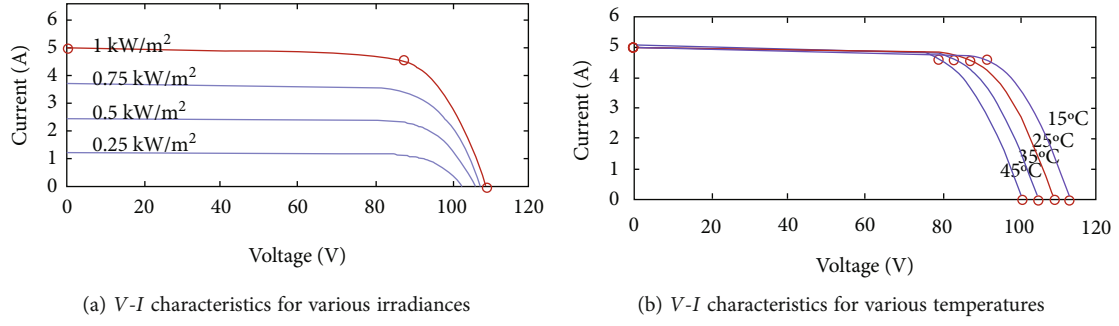 6
5
4
3
2
1
0
Current (A)
1 kW/m²
0.75 kW/m²
0.5 kW/m²
0.25 kW/m²
0 20 40 60 80 100 120
Voltage (V)
(a) V-I characteristics for various irradiances
6
5
4
3
2
1
0
Current (A)
15ºC
25ºC
35ºC
45ºC
0 20 40 60 80 100 120
Voltage (V)
(b) V-I characteristics for various temperatures